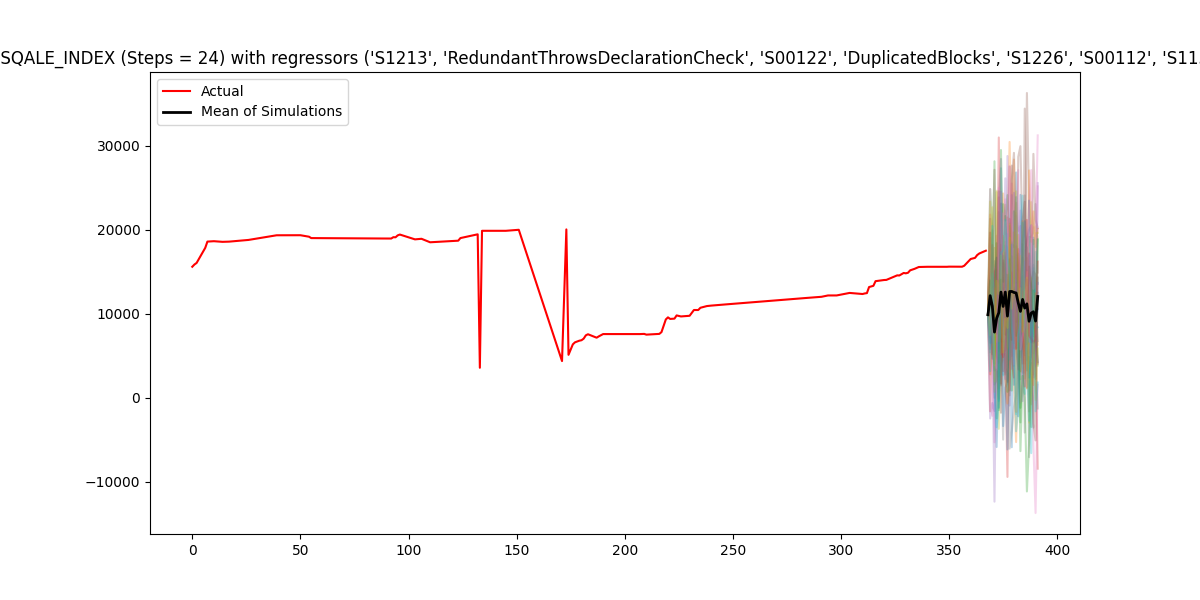 SQALE_INDEX (Steps = 24) with regressors ('S1213', 'RedundantThrowsDeclarationCheck', 'S00122', 'DuplicatedBlocks', 'S1226', 'S00112', 'S11
Actual
Mean of Simulations
30000
20000
10000
0
−10000
0 50 100 150 200 250 300 350 400